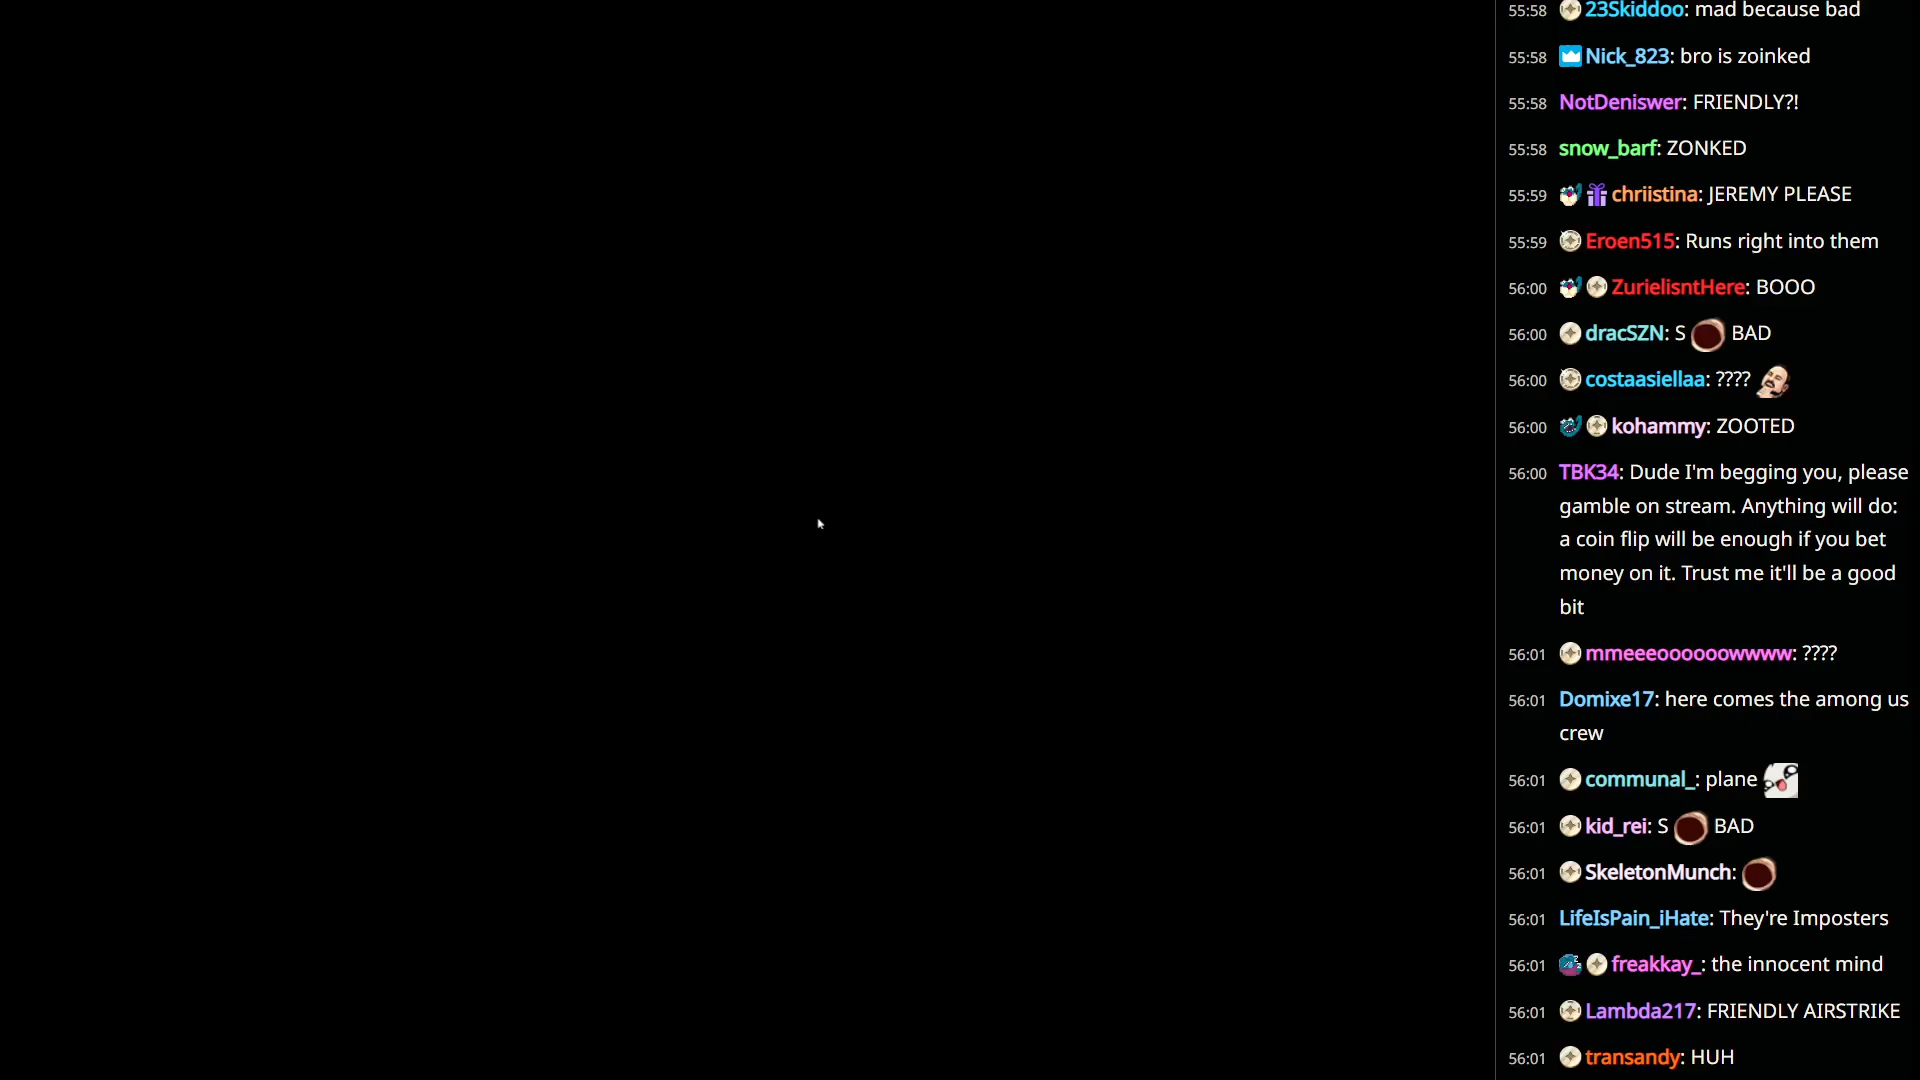 55:58 23Skiddoo: mad because bad
55:58 Nick_823: bro is zoinked
55:58 NotDeniswer: FRIENDLY?!
55:58 snow_barf: ZONKED
55:59 chriistina: JEREMY PLEASE
55:59 Eroen515: Runs right into them
56:00 ZurielisntHere: BOOO
56:00 dracSZN: S BAD
56:00 costaasiellaa: ????
56:00 kohammy: ZOOTED
56:00 TBK34: Dude I'm begging you, please
gamble on stream. Anything will do:
a coin flip will be enough if you bet
money on it. Trust me it'll be a good
bit
56:01 mmeeeoooooowwww: ????
56:01 Domixe17: here comes the among us
crew
56:01 communal_: plane
56:01 kid_rei: S BAD
56:01 SkeletonMunch:
56:01 LifeIsPain_iHate: They're Imposters
56:01 freakkay_: the innocent mind
56:01 Lambda217: FRIENDLY AIRSTRIKE
56:01 transandy: HUH